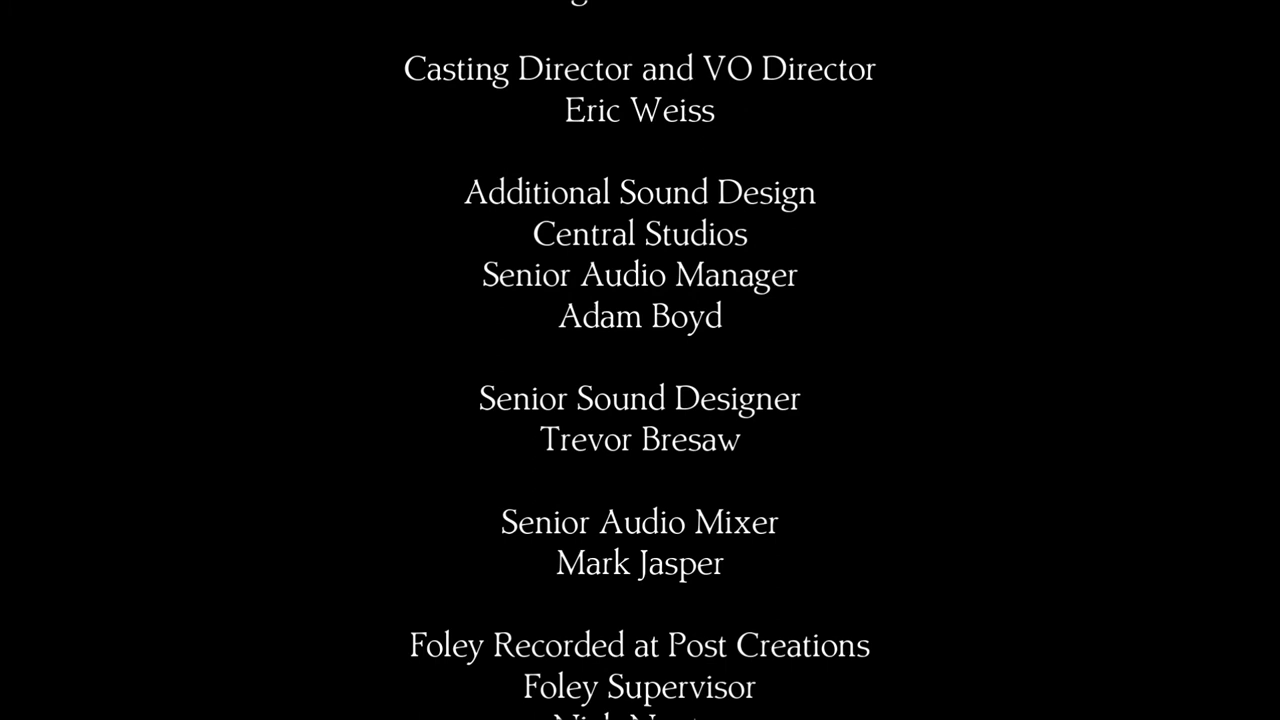 Casting Director and VO Director
Eric Weiss
Additional Sound Design
Central Studios
Senior Audio Manager
Adam Boyd
Senior Sound Designer
Trevor Bresaw
Senior Audio Mixer
Mark Jasper
Foley Recorded at Post Creations
Foley Supervisor